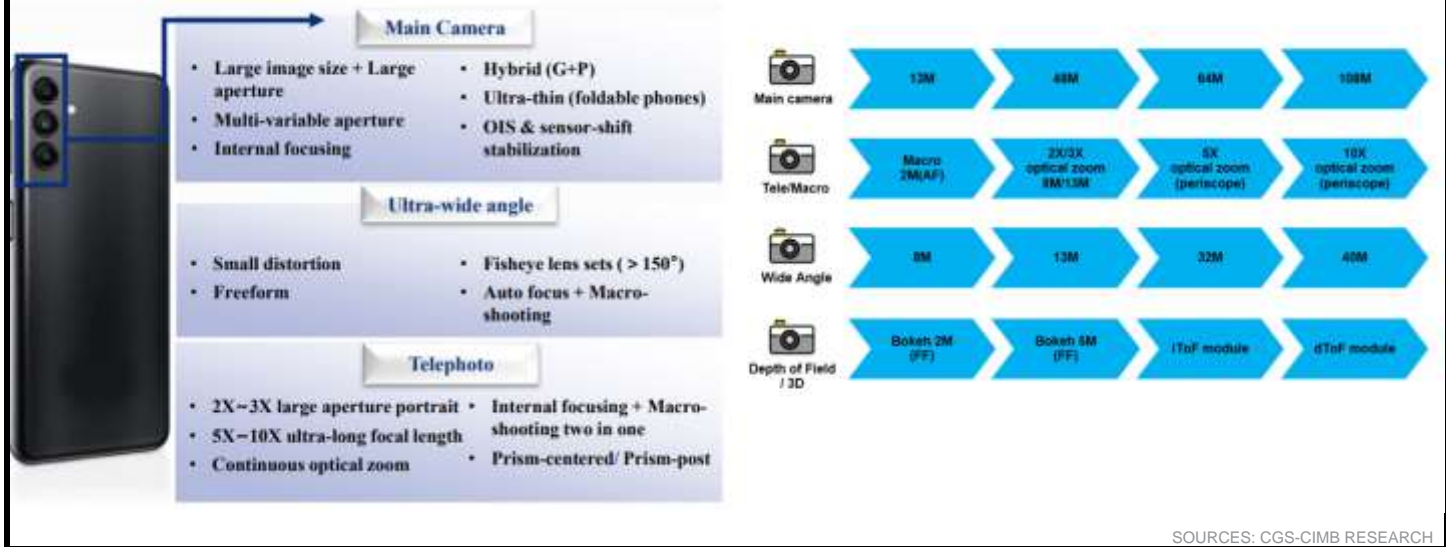 Main Camera
• Large image size + Large
aperture
• Multi-variable aperture
• Internal focusing
• Hybrid (G+P)
• Ultra-thin (foldable phones)
• OIS & sensor-shift
stabilization
Ultra-wide angle
• Small distortion
• Freeform
• Fisheye lens sets ( > 150°)
• Auto focus + Macro-
shooting
Telephoto
• 2X~3X large aperture portrait
• 5X~10X ultra-long focal length
• Continuous optical zoom
• Internal focusing + Macro-
shooting two in one
• Prism-centered/ Prism-post
Main camera
13M
48M
64M
108M
Tele/Macro
Macro
2M(AF)
2X/3X
optical zoom
8M/13M
5X
optical zoom
(periscope)
10X
optical zoom
(periscope)
Wide Angle
8M
13M
32M
40M
Depth of Field
/ 3D
Bokeh 2M
(FF)
Bokeh 5M
(FF)
iToF module
dToF module
SOURCES: CGS-CIMB RESEARCH